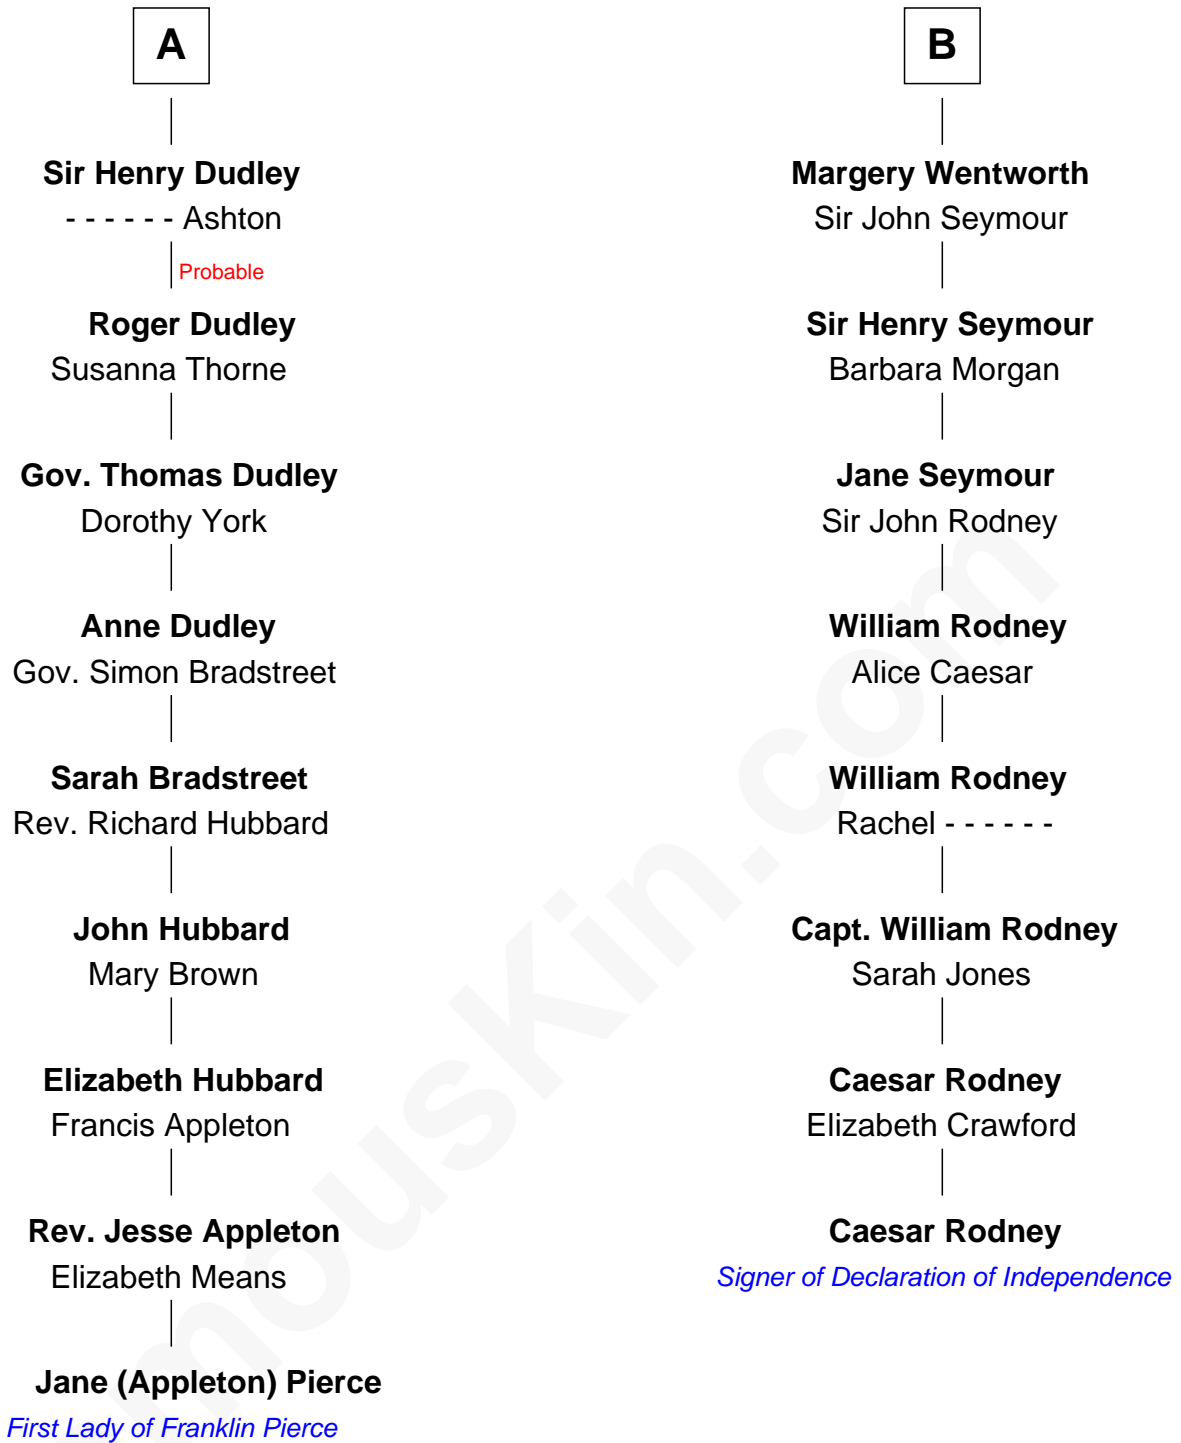 A
Sir Henry Dudley
- - - - - - Ashton
Probable
Roger Dudley
Susanna Thorne
Gov. Thomas Dudley
Dorothy York
Anne Dudley
Gov. Simon Bradstreet
Sarah Bradstreet
Rev. Richard Hubbard
John Hubbard
Mary Brown
Elizabeth Hubbard
Francis Appleton
Rev. Jesse Appleton
Elizabeth Means
Jane (Appleton) Pierce
First Lady of Franklin Pierce
B
Margery Wentworth
Sir John Seymour
Sir Henry Seymour
Barbara Morgan
Jane Seymour
Sir John Rodney
William Rodney
Alice Caesar
William Rodney
Rachel - - - - - -
Capt. William Rodney
Sarah Jones
Caesar Rodney
Elizabeth Crawford
Caesar Rodney
Signer of Declaration of Independence
mousKin.com